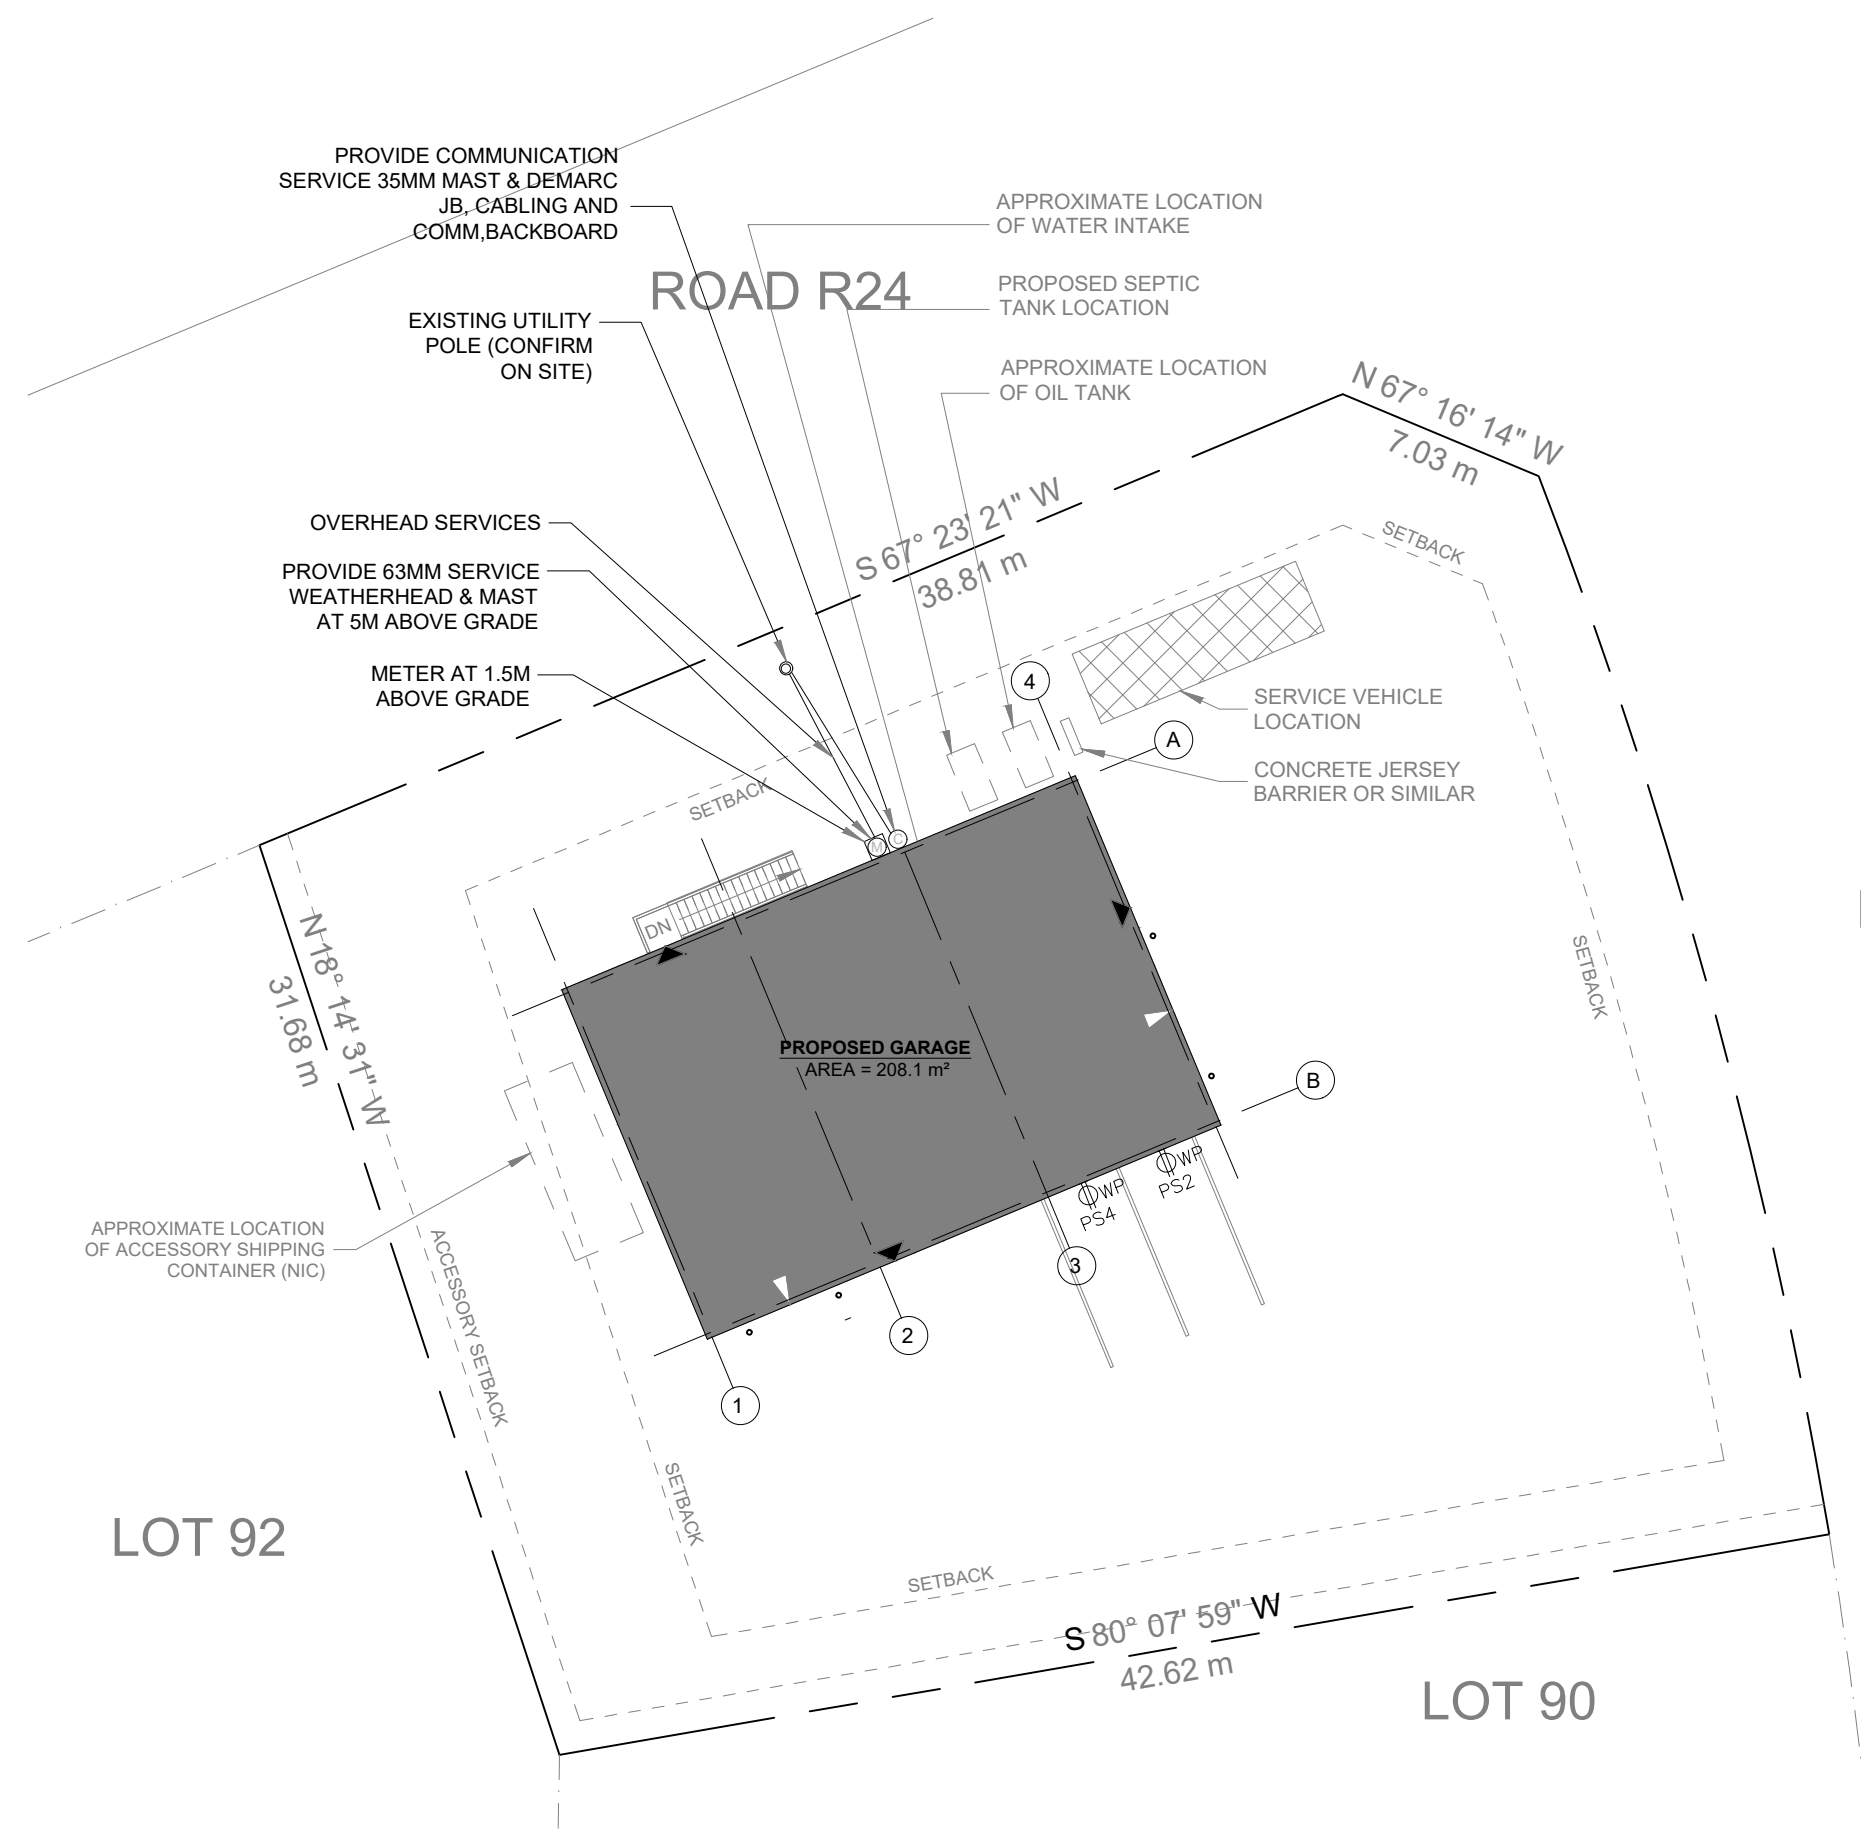 PROVIDE COMMUNICATION
SERVICE 35MM MAST & DEMARC
JB, CABLING AND
COMM,BACKBOARD
APPROXIMATE LOCATION
OF WATER INTAKE
ROAD R24
PROPOSED SEPTIC
TANK LOCATION
EXISTING UTILITY
POLE (CONFIRM
ON SITE)
APPROXIMATE LOCATION
OF OIL TANK
N 67° 16' 14" W
7.03 m
S 67° 23' 21" W
38.81 m
OVERHEAD SERVICES
SETBACK
PROVIDE 63MM SERVICE
WEATHERHEAD & MAST
AT 5M ABOVE GRADE
METER AT 1.5M
ABOVE GRADE
4
SERVICE VEHICLE
LOCATION
A
CONCRETE JERSEY
BARRIER OR SIMILAR
SETBACK
M
C
DN
N 18° 14' 31" W
31.68 m
SETBACK
PROPOSED GARAGE
AREA = 208.1 m²
B
WP
PS2
WP
PS4
APPROXIMATE LOCATION
OF ACCESSORY SHIPPING
CONTAINER (NIC)
ACCESSORY SETBACK
3
2
1
SETBACK
LOT 92
SETBACK
S 80° 07' 59" W
42.62 m
LOT 90